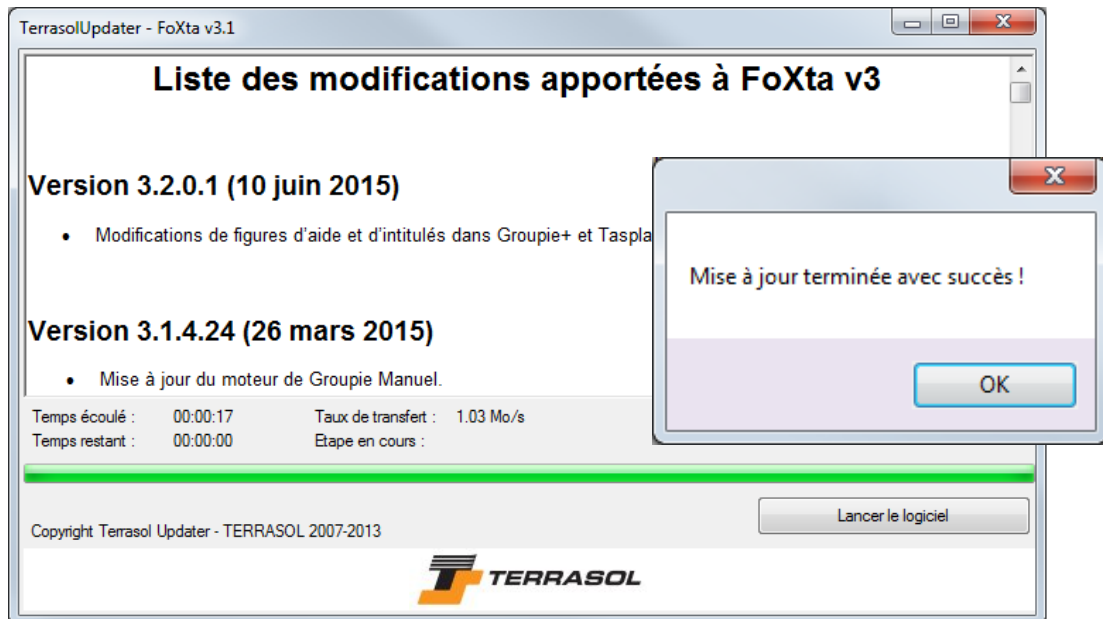 TerrasolUpdater - FoXta v3.1
Liste des modifications apportées à FoXta v3
Version 3.2.0.1 (10 juin 2015)
• Modifications de figures d'aide et d'intitulés dans Groupie+ et Taspla
Version 3.1.4.24 (26 mars 2015)
• Mise à jour du moteur de Groupie Manuel.
Mise à jour terminée avec succès !
OK
Temps écoulé : 00:00:17 Taux de transfert : 1.03 Mo/s
Temps restant : 00:00:00 Etape en cours :
Lancer le logiciel
Copyright Terrasol Updater - TERRASOL 2007-2013
TERRASOL